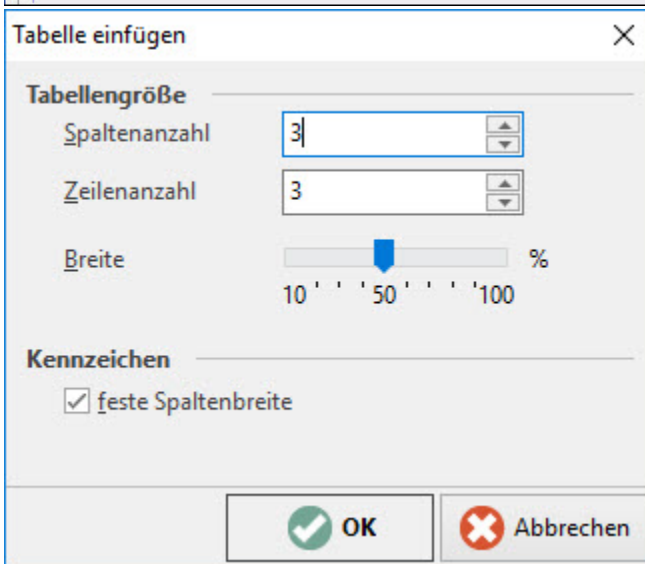 Tabelle einfügen
Tabellengröße
Spaltenanzahl 3
Zeilenanzahl 3
Breite %
10 50 100
Kennzeichen
feste Spaltenbreite
OK Abbrechen